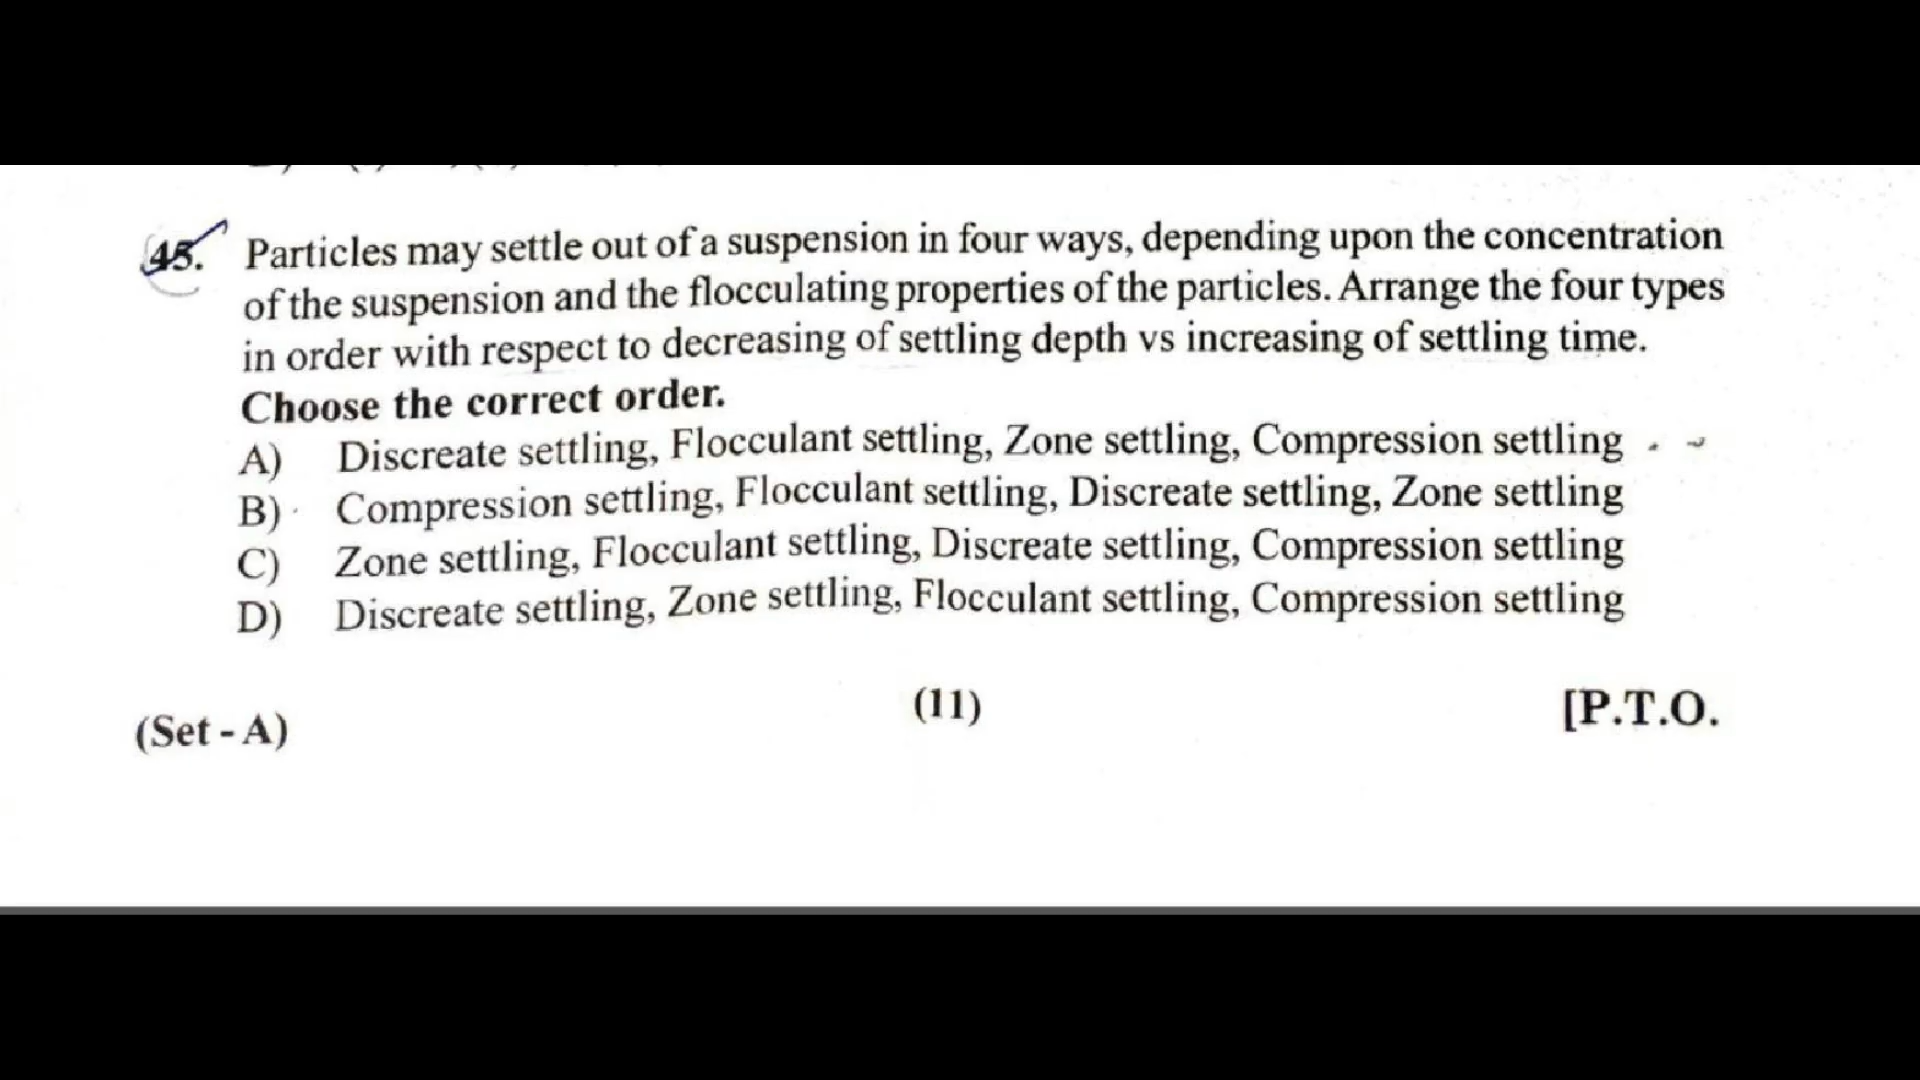 45. Particles may settle out of a suspension in four ways, depending upon the concentration
of the suspension and the flocculating properties of the particles. Arrange the four types
in order with respect to decreasing of settling depth vs increasing of settling time.
Choose the correct order.
A) Discreate settling, Flocculant settling, Zone settling, Compression settling
B) Compression settling, Flocculant settling, Discreate settling, Zone settling
C) Zone settling, Flocculant settling, Discreate settling, Compression settling
D) Discreate settling, Zone settling, Flocculant settling, Compression settling
(Set - A) (11) [P.T.O.